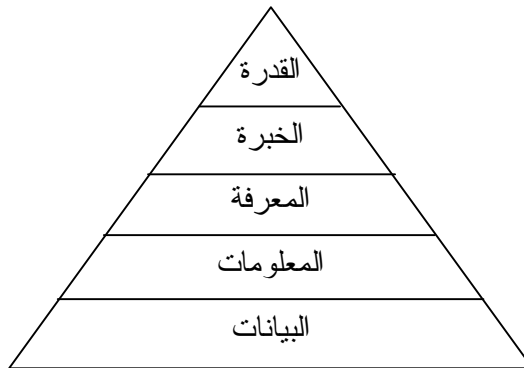 القدرة
الخبرة
المعرفة
المعلومات
البيانات